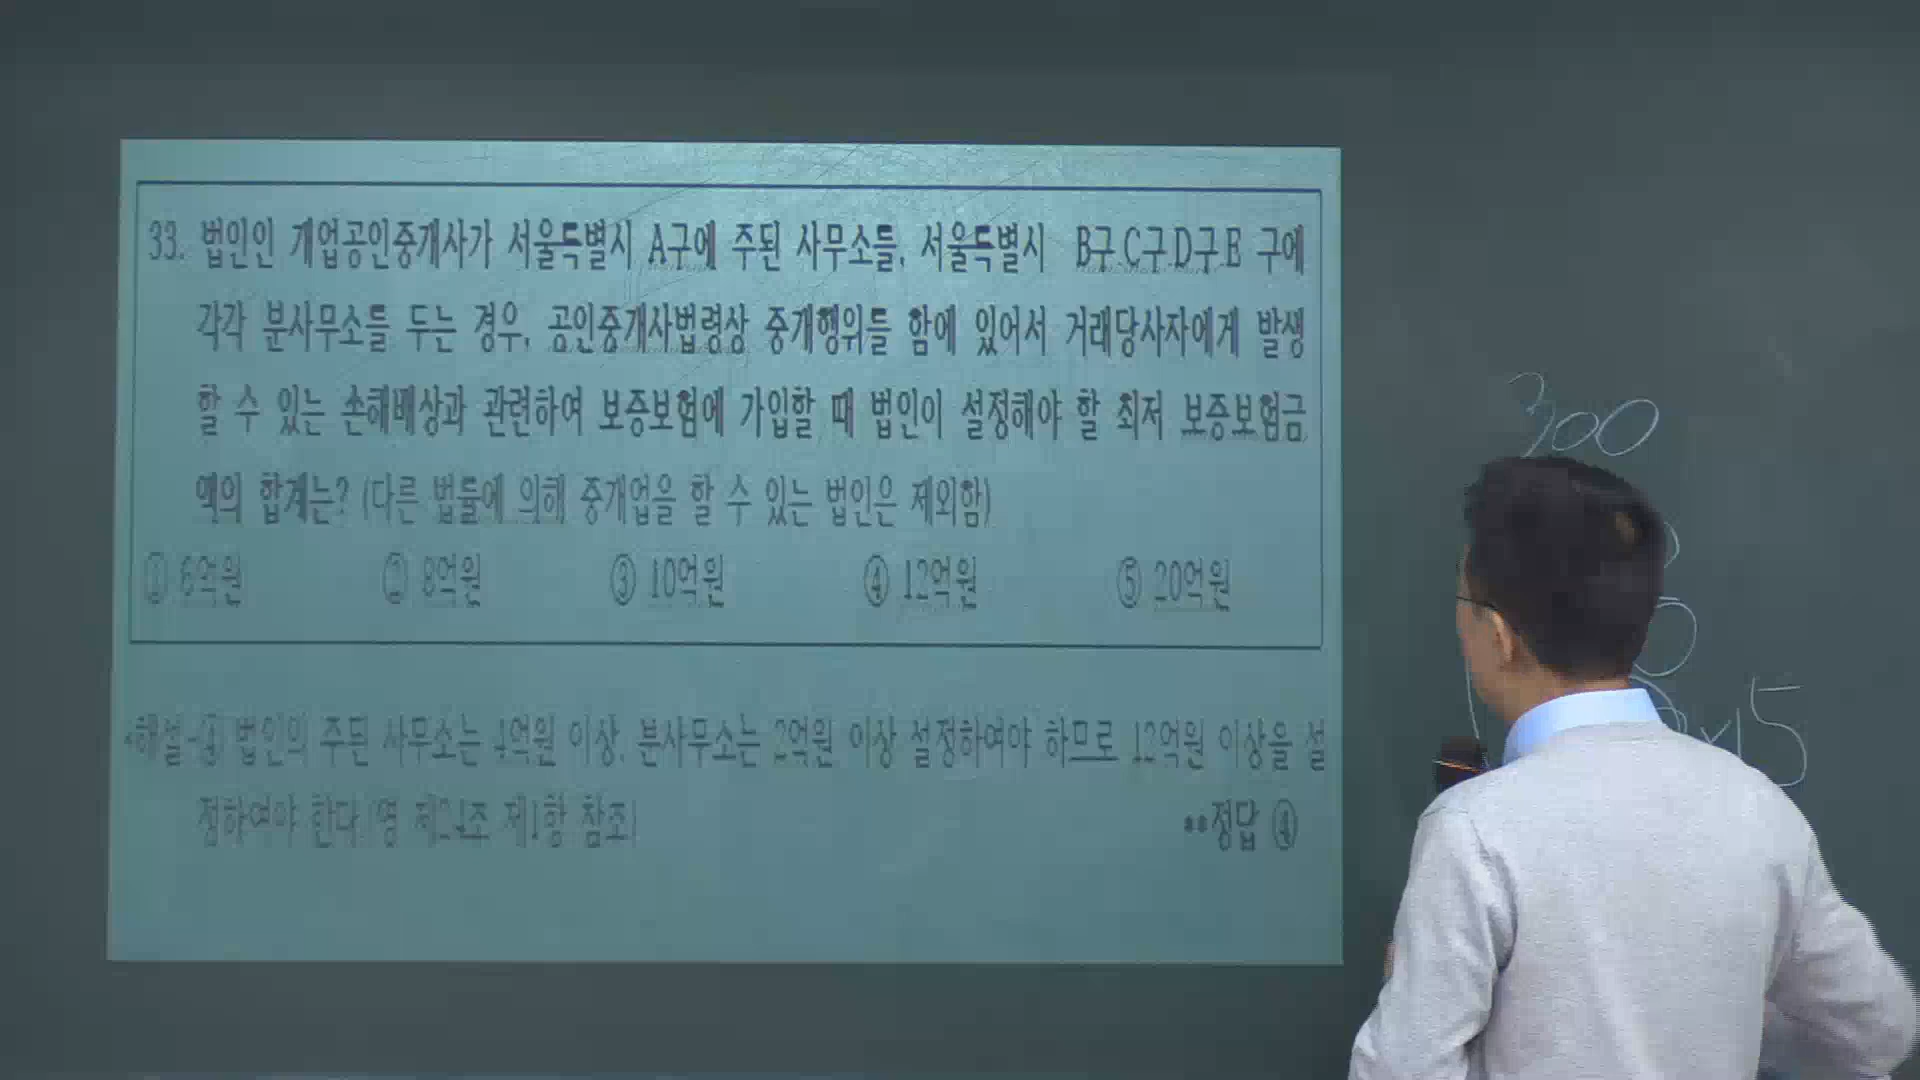 33. 법인인 개업공인중개사가 서울특별시 A구에 주된 사무소를, 서울특별시 B구 C구 D구 E 구에
각각 분사무소를 두는 경우, 공인중개사법령상 중개행위를 함에 있어서 거래당사자에게 발생
할 수 있는 손해배상과 관련하여 보증보험에 가입할 때 법인이 설정해야 할 최저 보증보험금
액의 합계는? (다른 법률에 의해 중개업을 할 수 있는 법인은 제외함)
① 6억원 ② 8억원 ③ 10억원 ④ 12억원 ⑤ 20억원
*해설-④ 법인의 주된 사무소는 4억원 이상, 분사무소는 2억원 이상 설정하여야 하므로 12억원 이상을 설
정하여야 한다(영 제24조 제1항 참조)
**정답 ④
300
x15